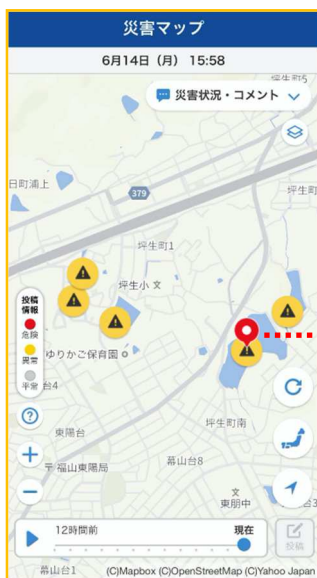 災害マップ
6月14日（月） 15:58
坪生町5
災害状況・コメント
日町浦上
379
坪生町
坪生町1
投稿
情報
危険
異常
平常
坪生小 文
ゆりかご保育園
台4
?
坪生町南
東陽台
幕山台8
〒福山東陽局
文
東朋中
台3
12時間前
現在
投稿
幕山台1
(C)Mapbox (C)OpenStreetMap (C)Yahoo Japan